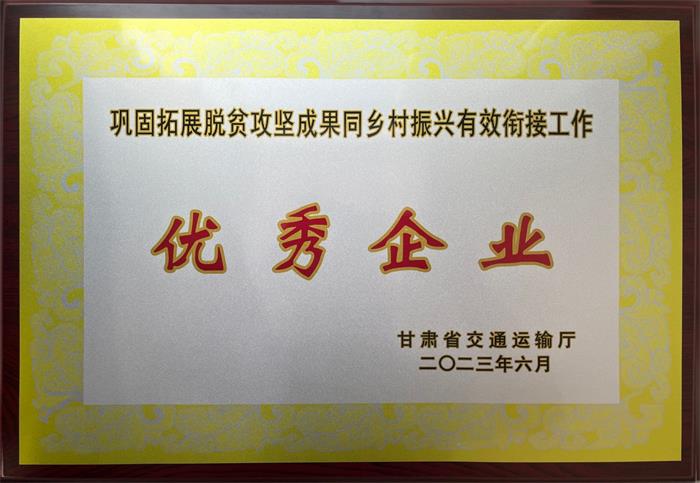 巩固拓展脱贫攻坚成果同乡村振兴有效衔接工作
优秀企业
甘肃省交通运输厅
二〇二三年六月